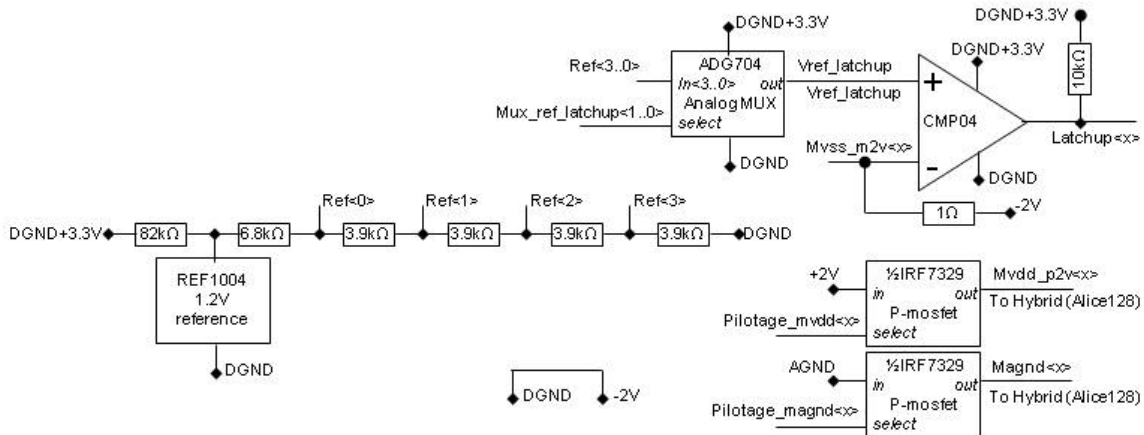 DGND+3.3V
DGND+3.3V
DGND+3.3V
Ref<3..0>
ADG704
In<3..0> out
Analog MUX
select
Mux_ref_latchup<1..0>
DGND
Vref_latchup
Vref_latchup
+
CMP04
-
10kΩ
Latchup<x>
Mvss_m2v<x>
DGND
1Ω
-2V
Ref<0>
Ref<1>
Ref<2>
Ref<3>
DGND+3.3V
82kΩ
6.8kΩ
3.9kΩ
3.9kΩ
3.9kΩ
3.9kΩ
DGND
REF1004
1.2V
reference
DGND
DGND
-2V
+2V
½IRF7329
in out
P-mosfet
select
Pilotage_mvdd<x>
Mvdd_p2v<x>
To Hybrid (Alice128)
AGND
½IRF7329
in out
P-mosfet
select
Pilotage_magnd<x>
Magnd<x>
To Hybrid (Alice128)